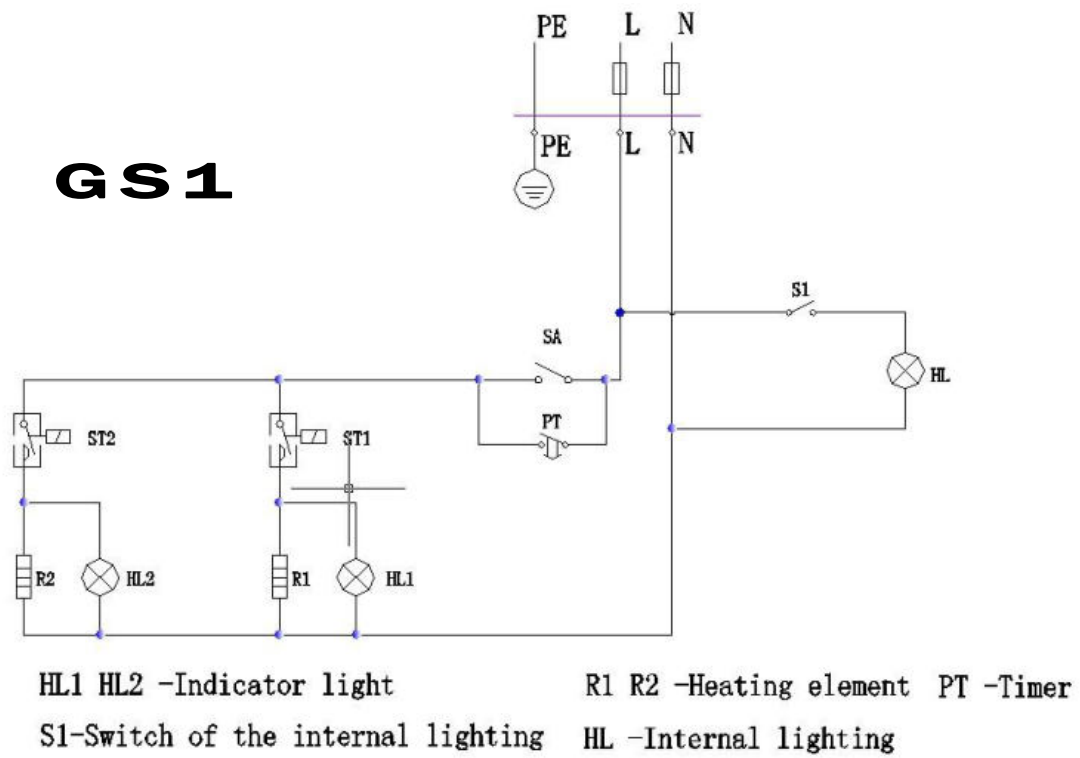 PE L N
PE L N
GS1
S1
SA
HL
PT
ST2 ST1
R2 HL2 R1 HL1
HL1 HL2 -Indicator light R1 R2 -Heating element PT -Timer
S1-Switch of the internal lighting HL -Internal lighting